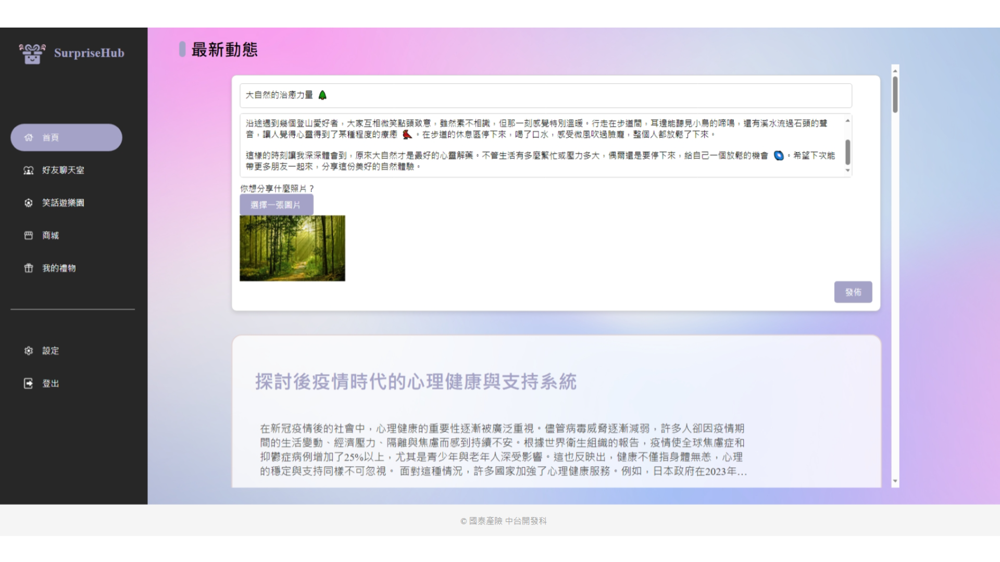 SurpriseHub
首頁
好友聊天室
笑話遊樂園
商城
我的禮物
設定
登出
最新動態
大自然的治癒力量 🌲
沿途遇到幾個登山愛好者，大家互相微笑點頭致意，雖然素不相識，但那一刻感覺特別溫暖。行走在步道間，耳邊能聽見小鳥的啼鳴，還有溪水流過石頭的聲
音，讓人覺得心靈得到了某種程度的療癒 🐦。在步道的休息區停下來，喝了口水，感受微風吹過臉龐，整個人都放鬆了下來。
這樣的時刻讓我深深體會到，原來大自然才是最好的心靈解藥。不管生活有多麼繁忙或壓力多大，偶爾還是要停下來，給自己一個放鬆的機會 。希望下次能
帶更多朋友一起來，分享這份美好的自然體驗。
你想分享什麼照片？
選擇一張圖片
發佈
探討後疫情時代的心理健康與支持系統
在新冠疫情後的社會中，心理健康的重要性逐漸被廣泛重視。儘管病毒威脅逐漸減弱，許多人卻因疫情期
間的生活變動、經濟壓力、隔離與焦慮而感到持續不安。根據世界衛生組織的報告，疫情使全球焦慮症和
抑鬱症病例增加了25%以上，尤其是青少年與老年人深受影響。這也反映出，健康不僅指身體無恙，心理
的穩定與支持同樣不可忽視。 面對這種情況，許多國家加強了心理健康服務。例如，日本政府在2023年...
© 國泰產險 中台開發科